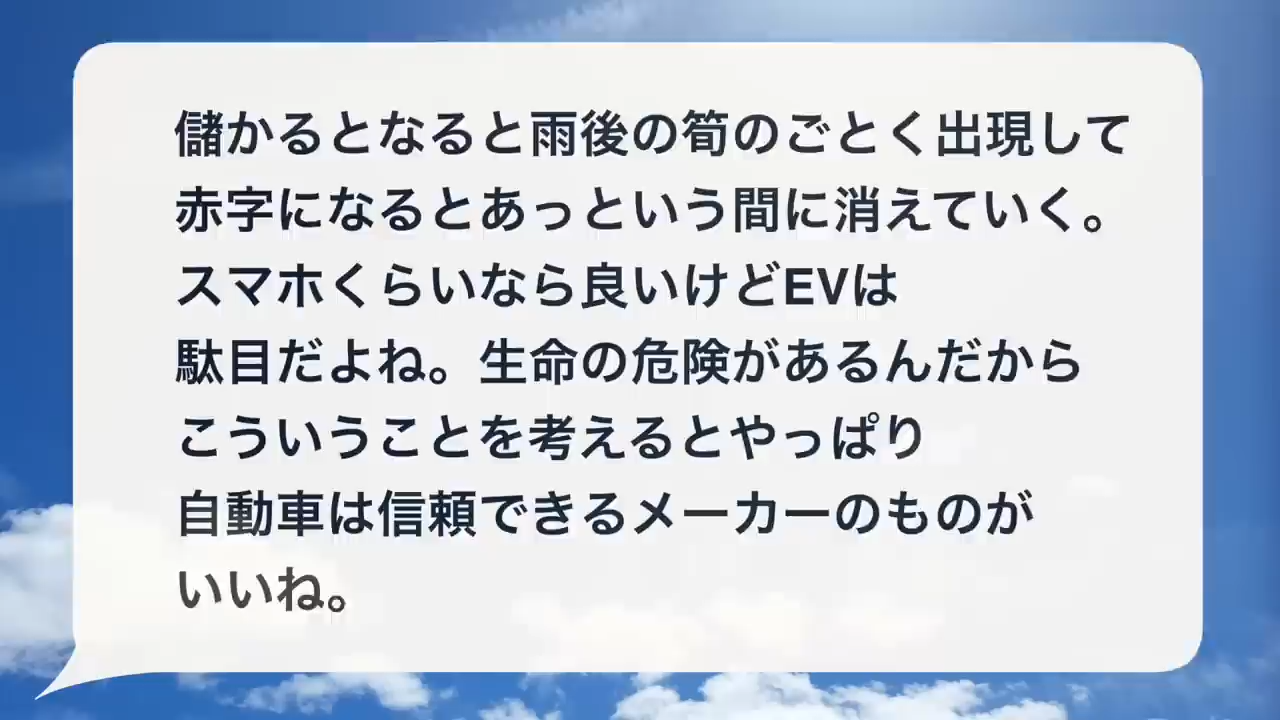 儲かるとなると雨後の筍のごとく出現して
赤字になるとあっという間に消えていく。
スマホくらいなら良いけどEVは
駄目だよね。生命の危険があるんだから
こういうことを考えるとやっぱり
自動車は信頼できるメーカーのものが
いいね。